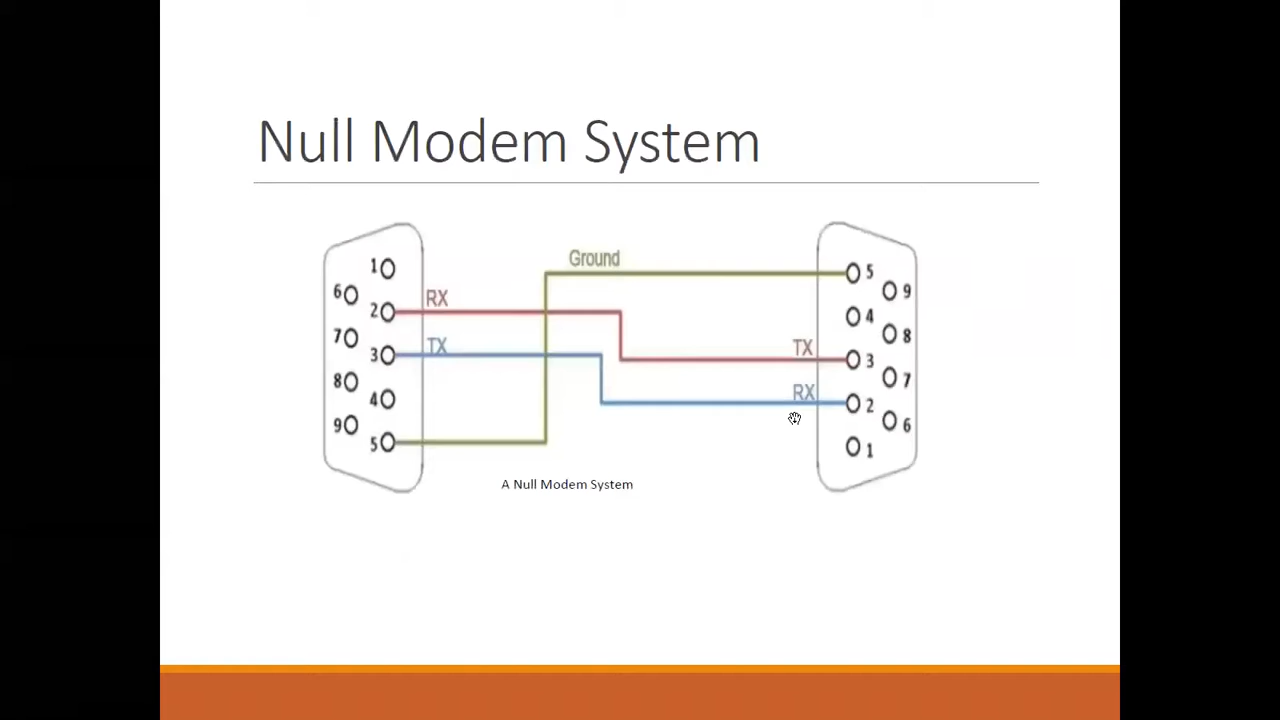 Null Modem System
Ground
1 5
6 9
RX
2 4
7 8
TX TX
3 3
8 7
RX
4 2
9 6
5 1
A Null Modem System